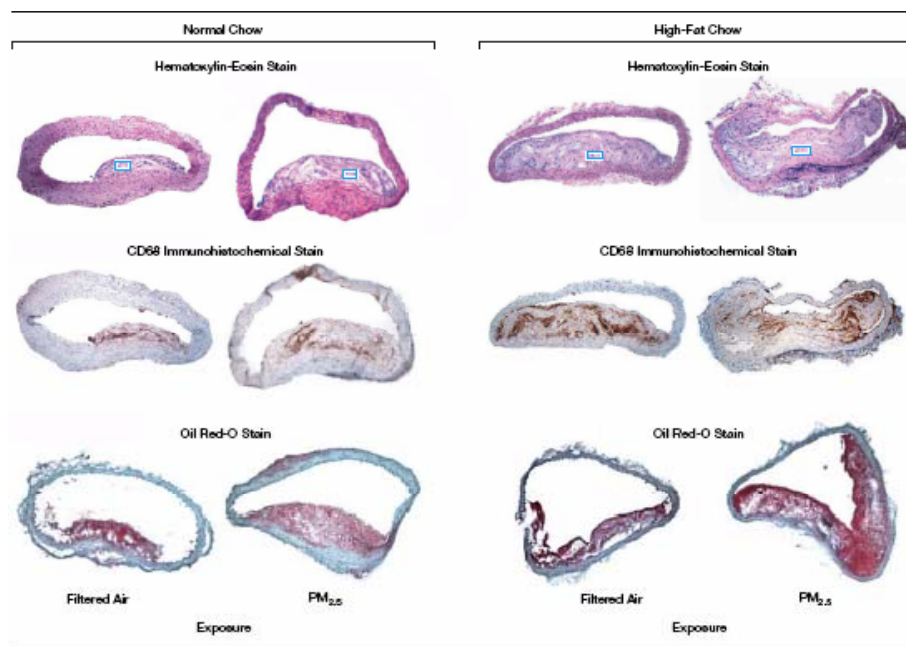 Normal Chow
High-Fat Chow
Hematoxylin-Eosin Stain
Hematoxylin-Eosin Stain
CD68 Immunohistochemical Stain
CD68 Immunohistochemical Stain
Oil Red-O Stain
Oil Red-O Stain
Filtered Air
PM2.5
Filtered Air
PM2.5
Exposure
Exposure